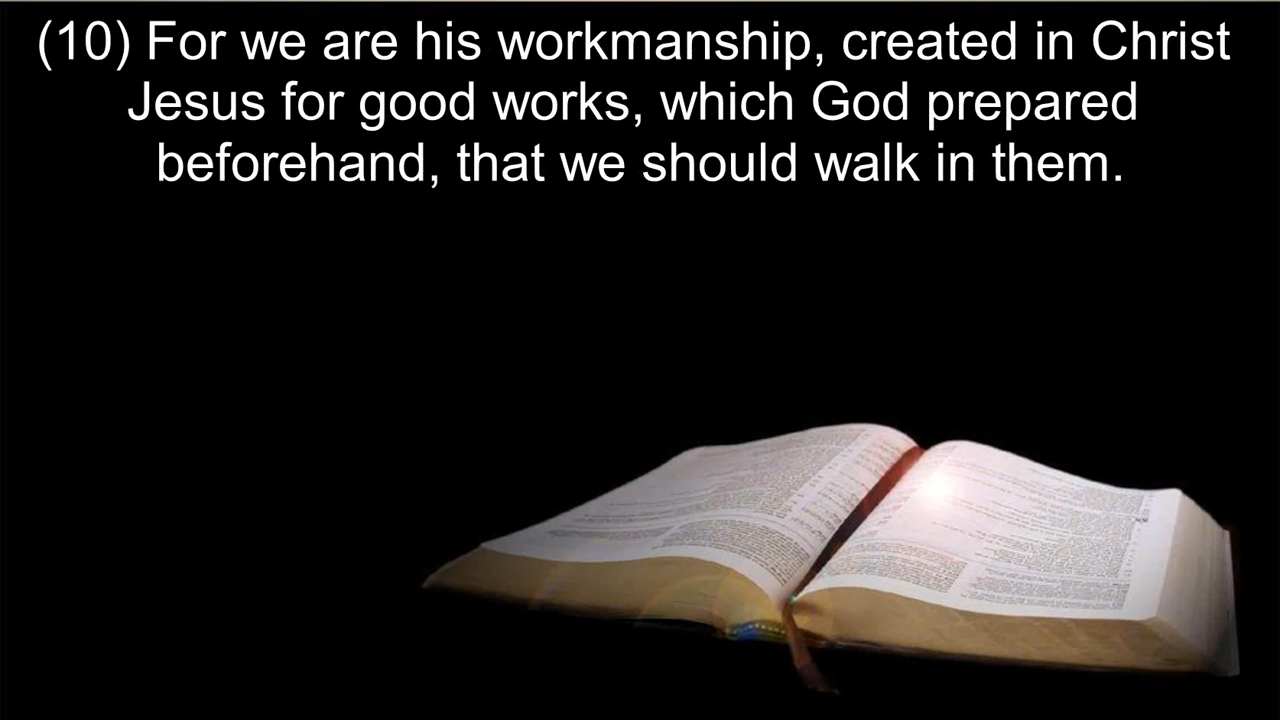 (10) For we are his workmanship, created in Christ
Jesus for good works, which God prepared
beforehand, that we should walk in them.